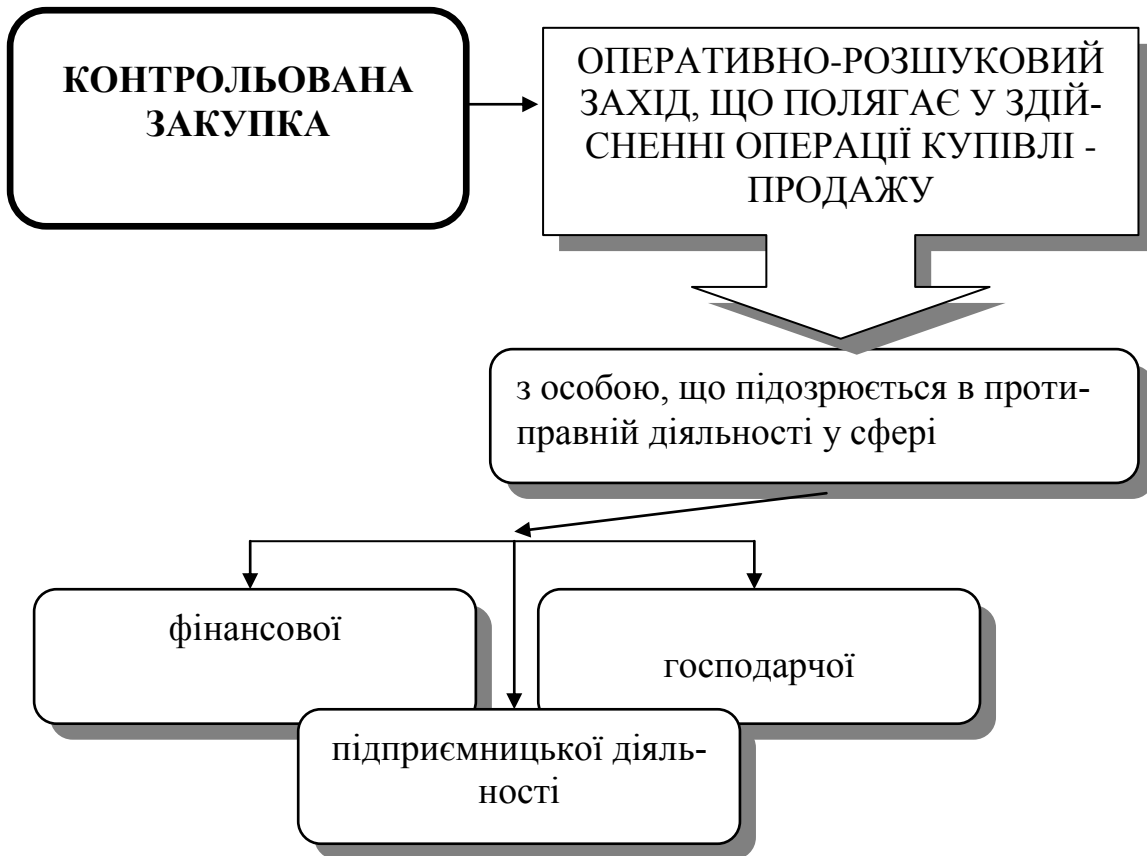 КОНТРОЛЬОВАНА
ЗАКУПКА
ОПЕРАТИВНО-РОЗШУКОВИЙ
ЗАХІД, ЩО ПОЛЯГАЄ У ЗДІЙ-
СНЕННІ ОПЕРАЦІЇ КУПІВЛІ -
ПРОДАЖУ
з особою, що підозрюється в проти-
правній діяльності у сфері
фінансової
господарчої
підприємницької діяль-
ності